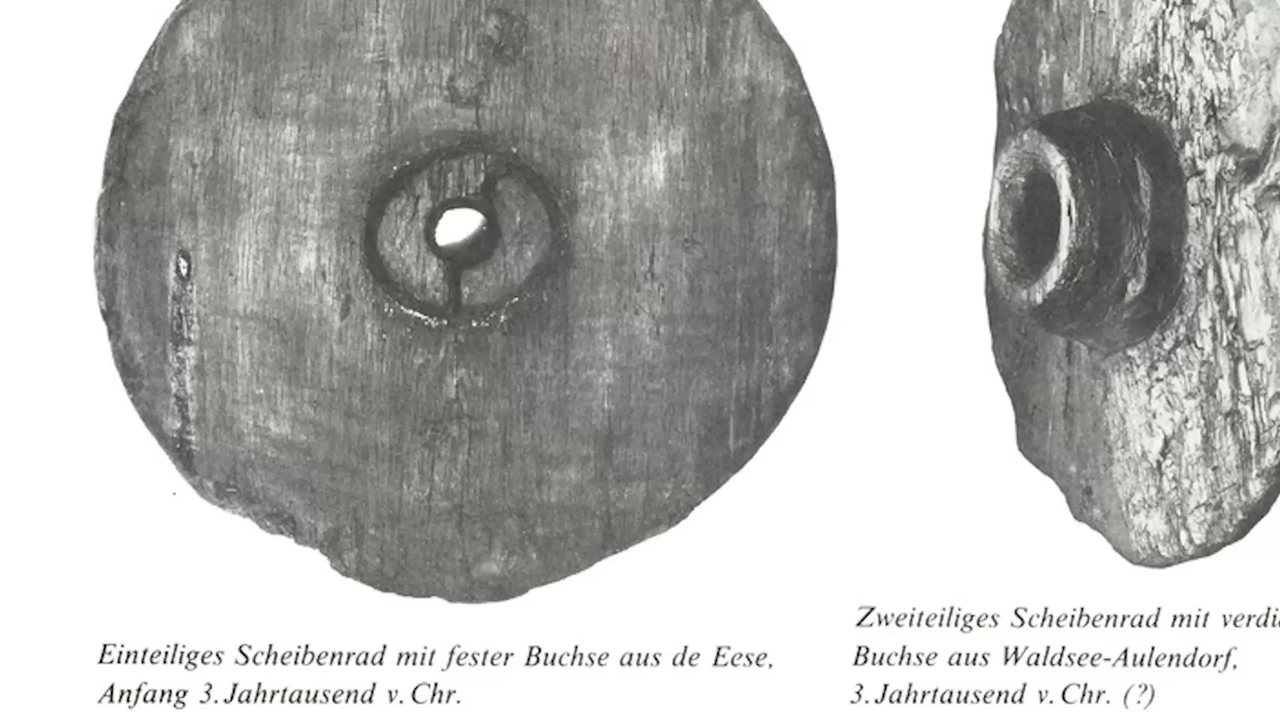 Einteiliges Scheibenrad mit fester Buchse aus de Eese,
Anfang 3. Jahrtausend v. Chr.
Zweiteiliges Scheibenrad mit
Buchse aus Waldsee-Aulendorf,
3. Jahrtausend v. Chr. (?)